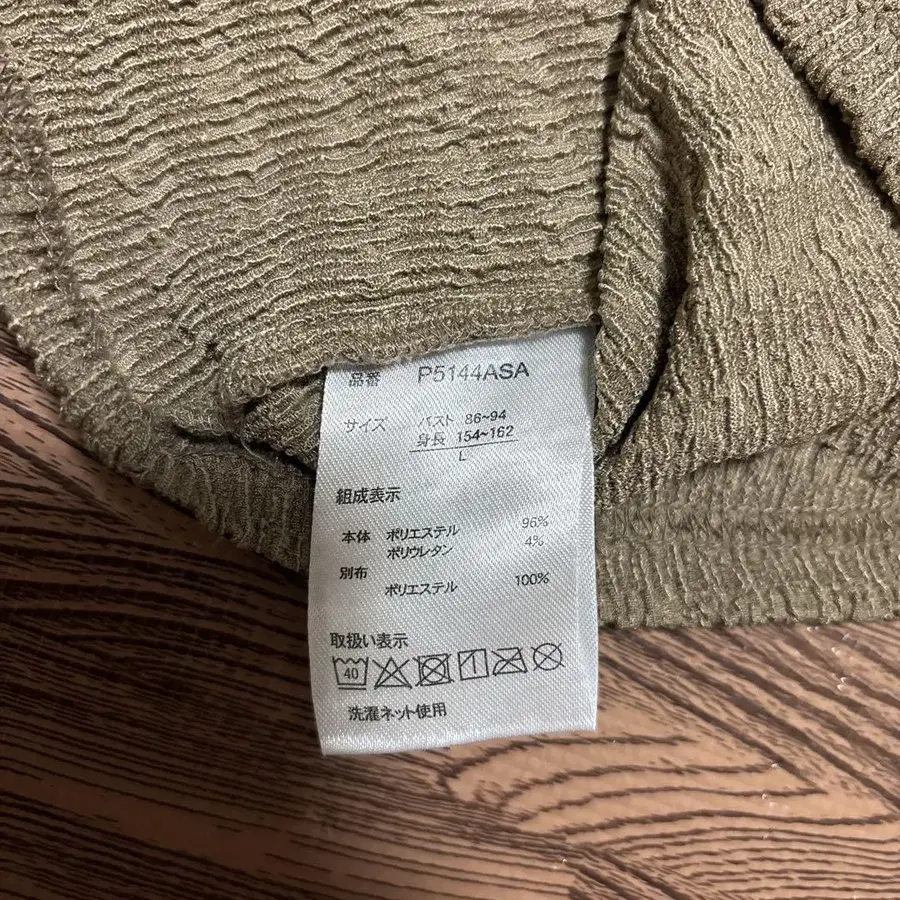 品番 P5144ASA
サイズ バスト 86~94
身長 154~162
L
組成表示
本体 ポリエステル 96%
ポリウレタン 4%
別布
ポリエステル 100%
取扱い表示
40
洗濯ネット使用